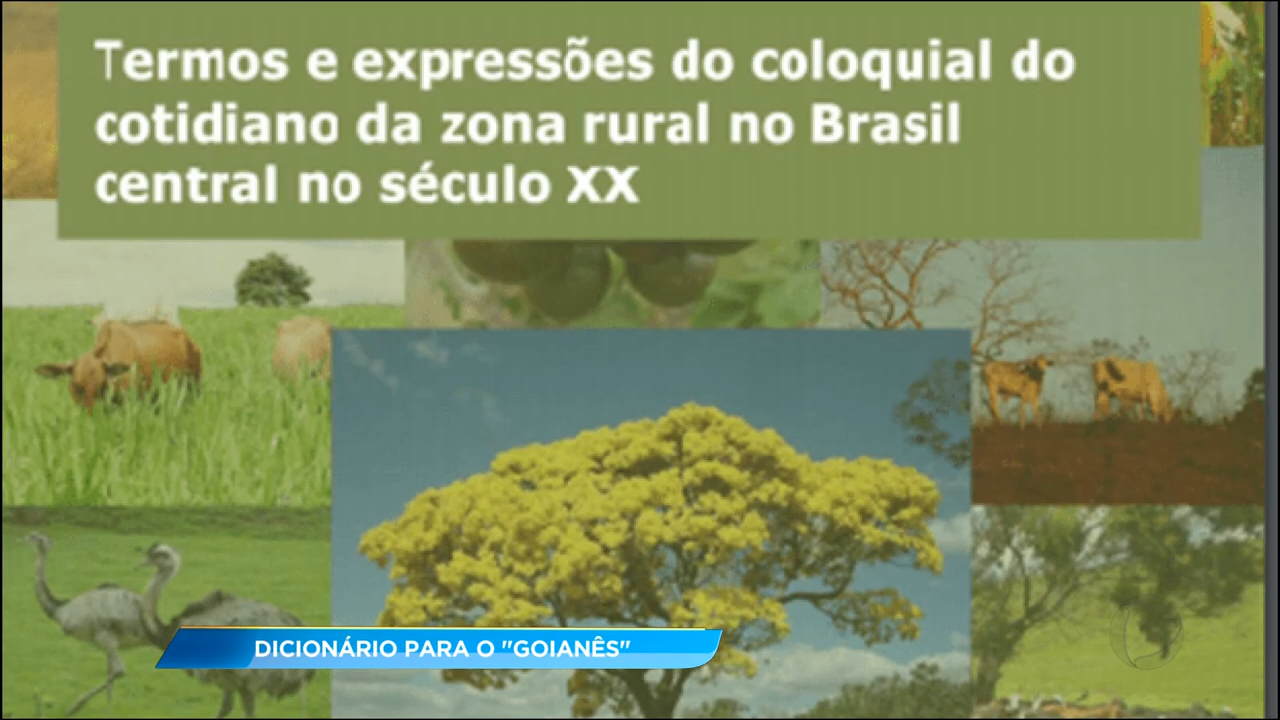 Termos e expressões do coloquial do
cotidiano da zona rural no Brasil
central no século XX
DICIONÁRIO PARA O "GOIANÊS"